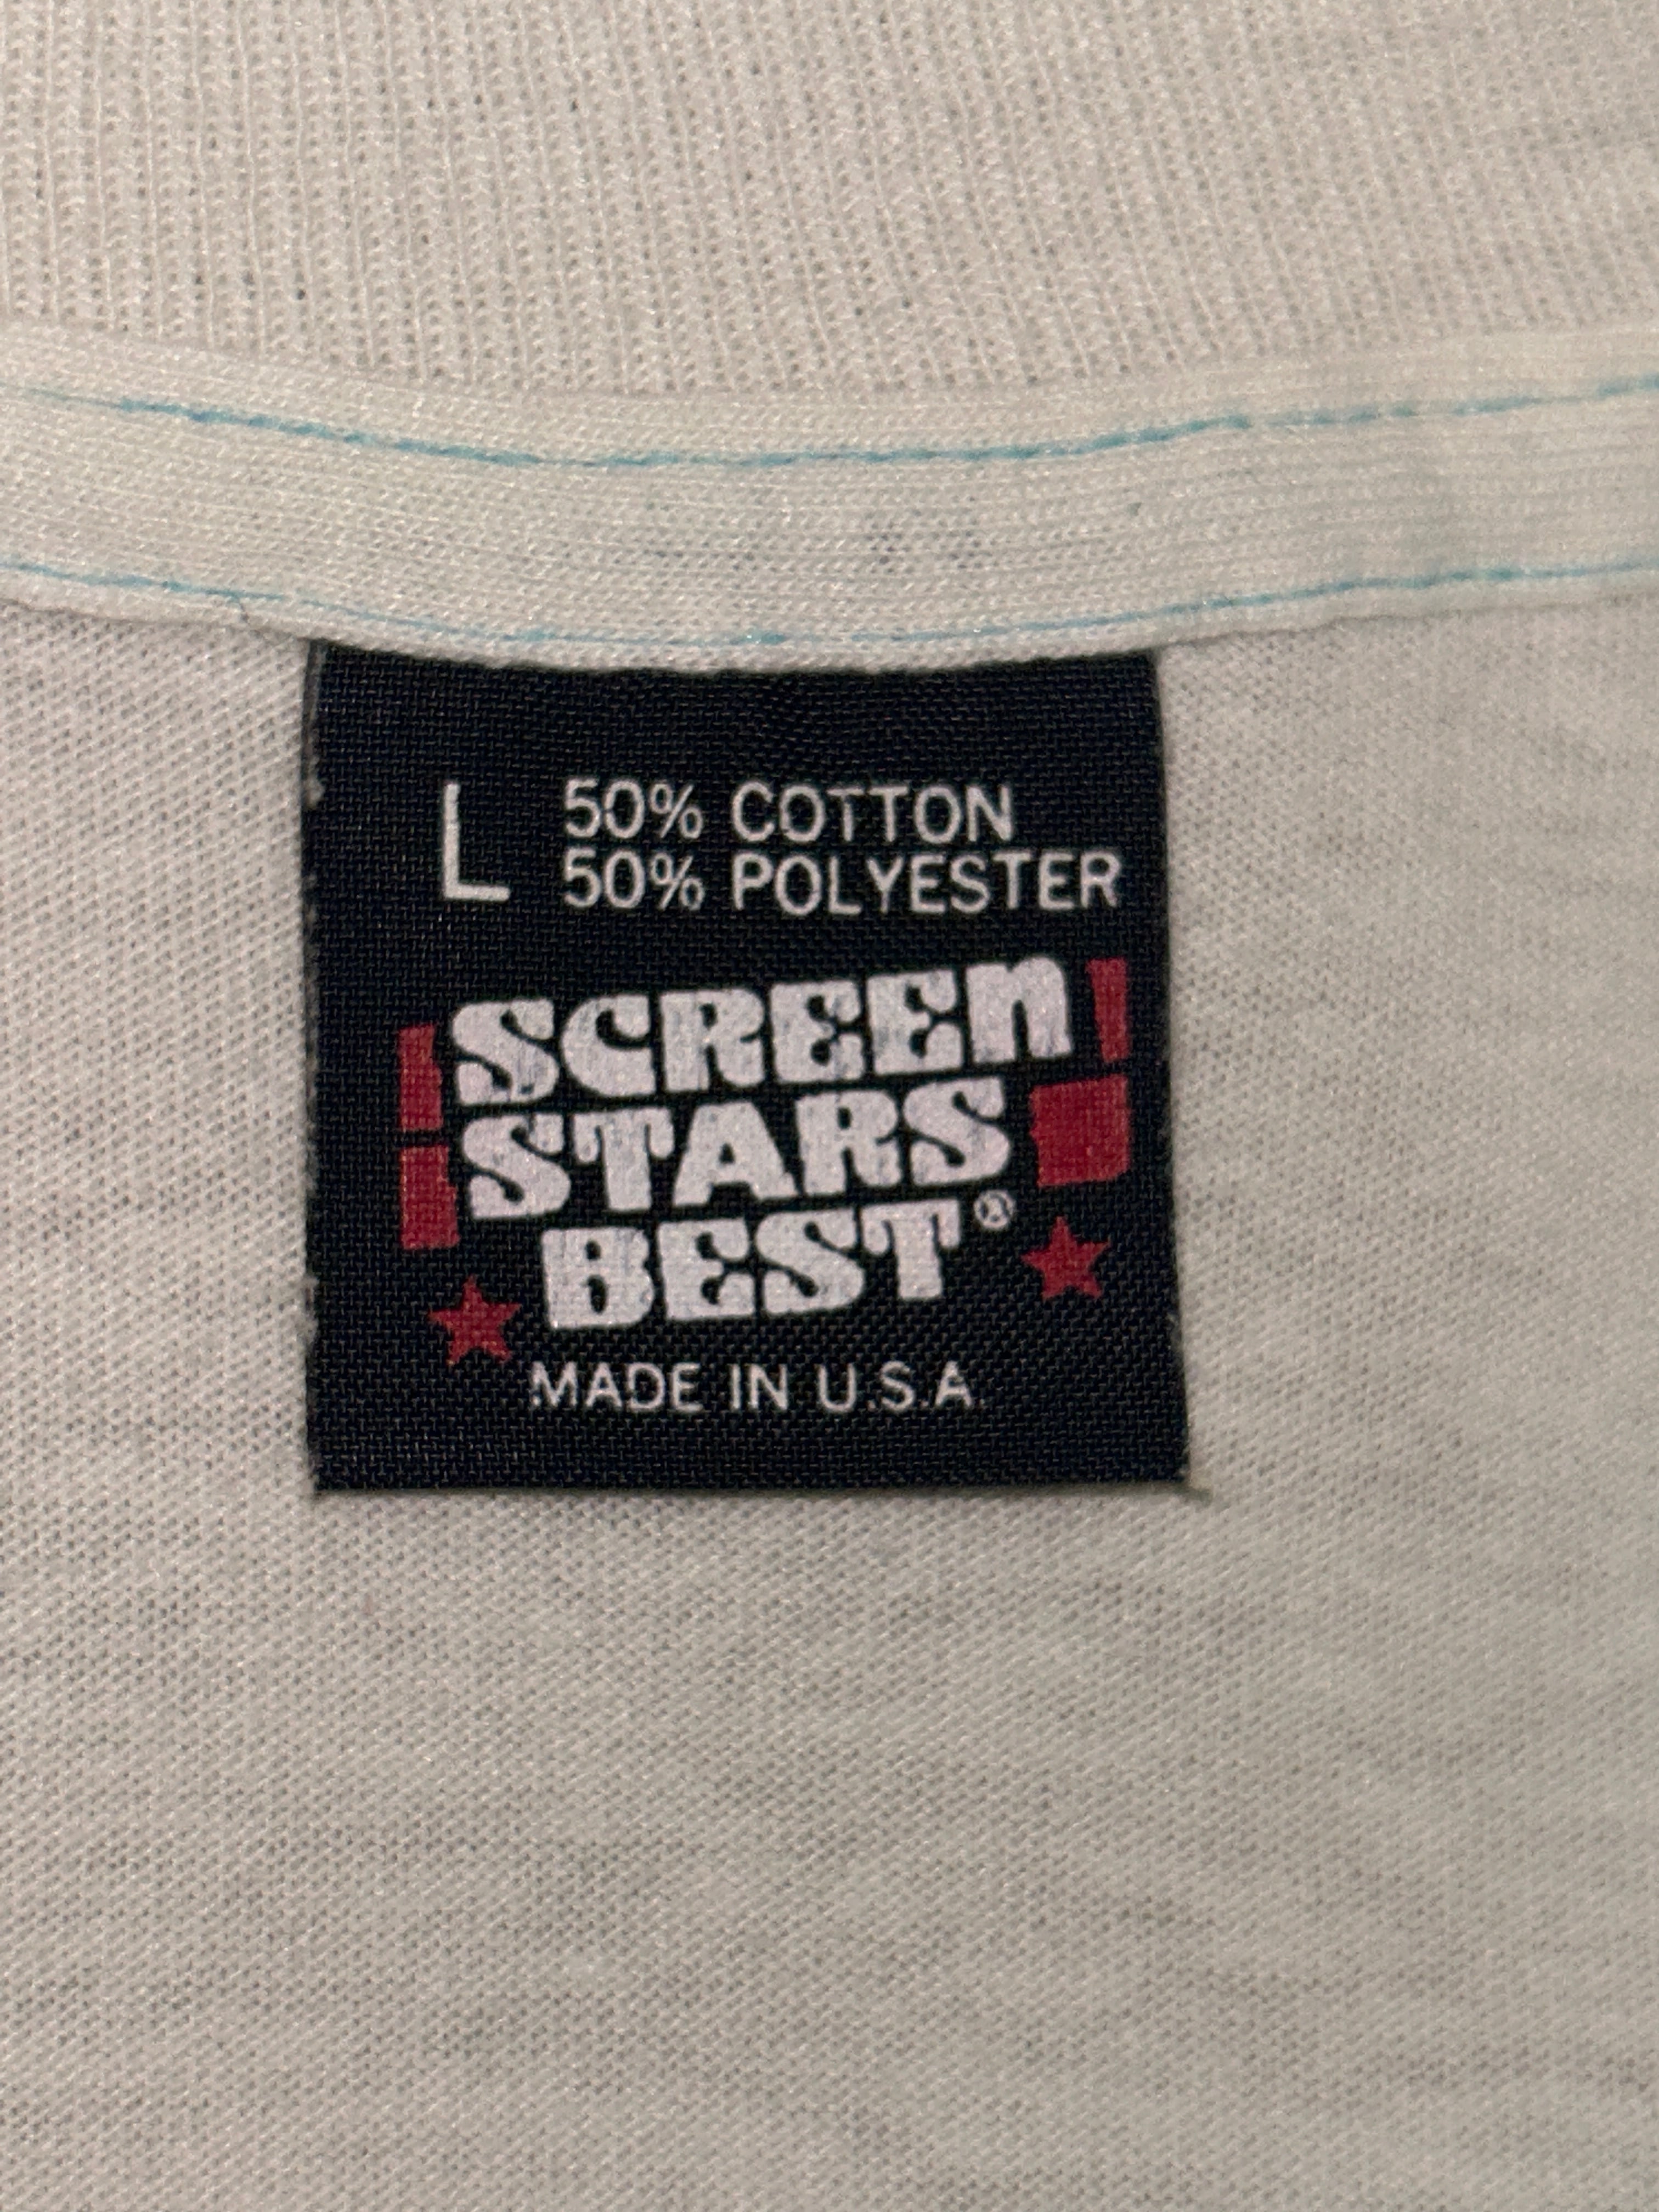 L 50% COTTON
50% POLYESTER
SCREEN
STARS
BEST®
MADE IN U.S.A.